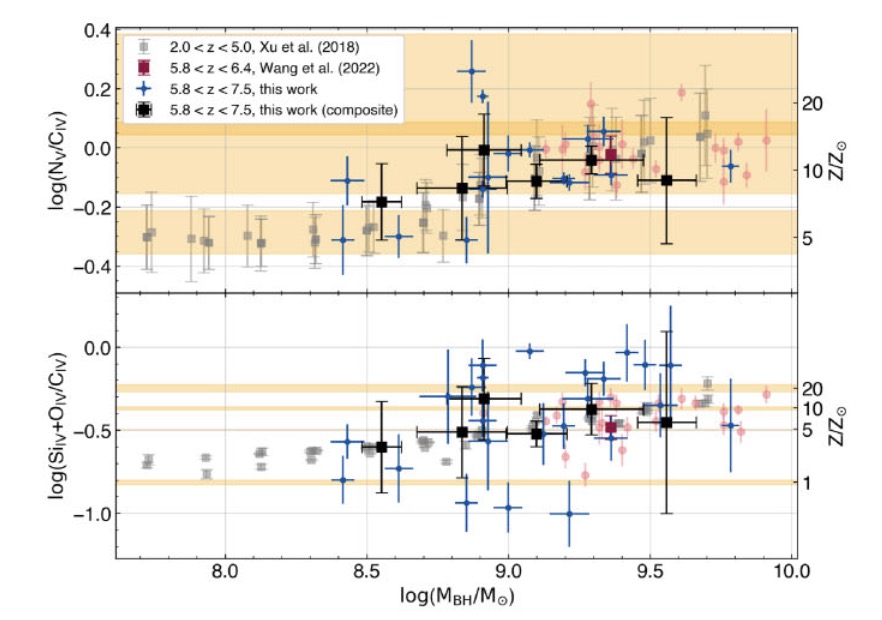 0.4
0.2
0.0
−0.2
−0.4
log(NV/CIV)
2.0 < z < 5.0, Xu et al. (2018)
5.8 < z < 6.4, Wang et al. (2022)
5.8 < z < 7.5, this work
5.8 < z < 7.5, this work (composite)
20
10
5
Z/Z⊙
0.0
−0.5
−1.0
log(SiIV+OIV/CIV)
20
10
5
1
Z/Z⊙
8.0 8.5 9.0 9.5 10.0
log(MBH/M⊙)